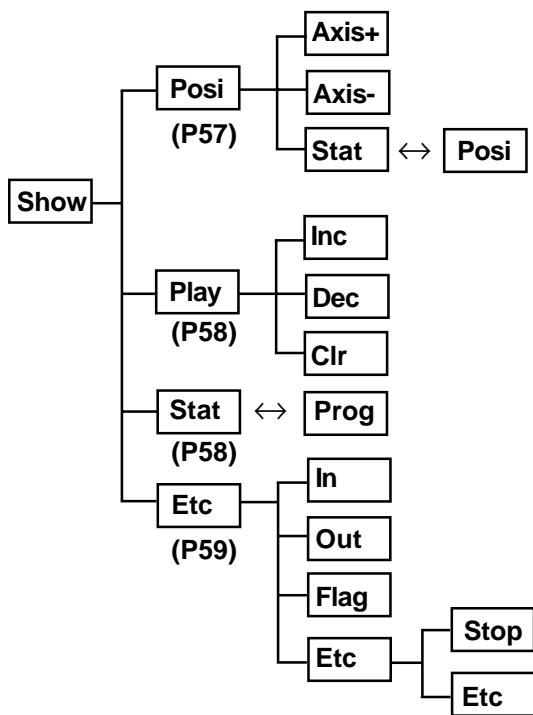 Show
Posi
(P57)
Axis+
Axis-
Stat ↔ Posi
Play
(P58)
Inc
Dec
Clr
Stat ↔ Prog
(P58)
Etc
(P59)
In
Out
Flag
Etc
Stop
Etc